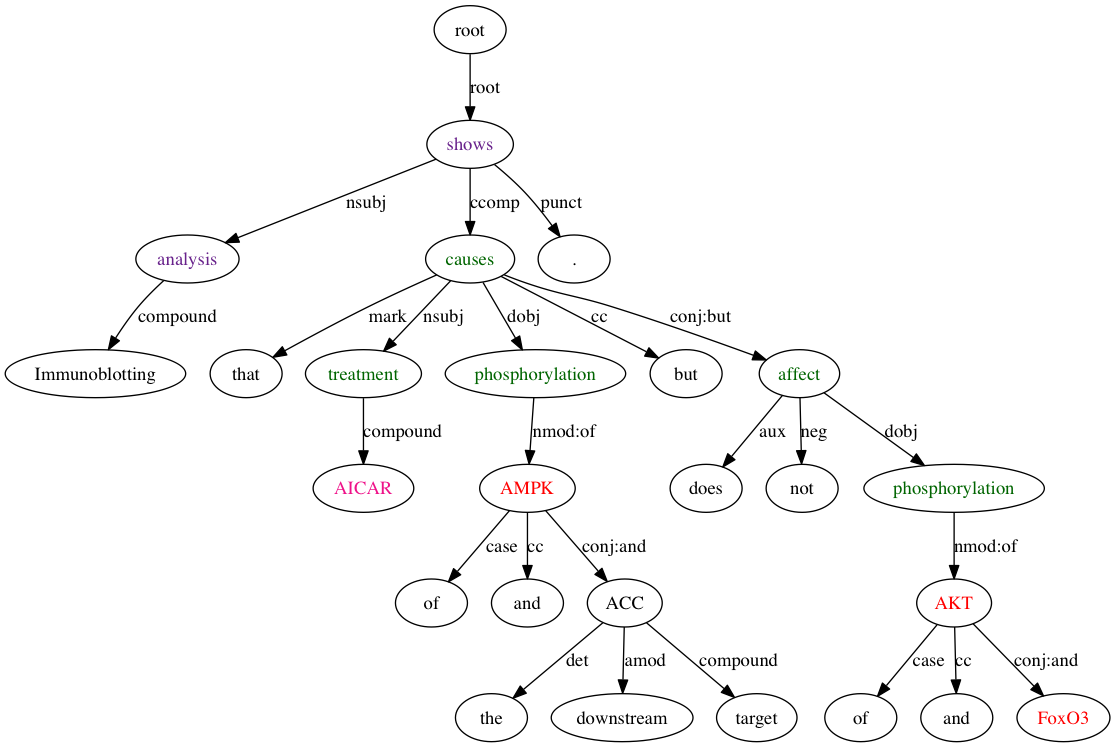 root
root
shows
nsubj ccomp punct
analysis causes .
compound mark nsubj dobj cc conj:but
Immunoblotting that treatment phosphorylation but affect
compound nmod:of aux neg dobj
AICAR AMPK does not phosphorylation
case cc conj:and nmod:of
of and ACC AKT
det amod compound case cc conj:and
the downstream target of and FoxO3